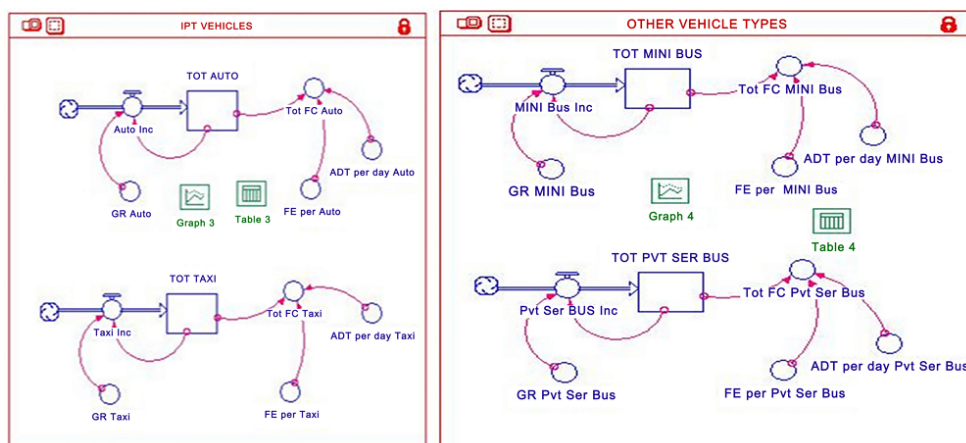 IPT VEHICLES
TOT AUTO
Auto Inc
Tot FC Auto
ADT per day Auto
GR Auto
Graph 3
Table 3
FE per Auto
TOT TAXI
Taxi Inc
Tot FC Taxi
ADT per day Taxi
GR Taxi
FE per Taxi
OTHER VEHICLE TYPES
TOT MINI BUS
MINI Bus Inc
Tot FC MINI Bus
ADT per day MINI Bus
GR MINI Bus
FE per MINI Bus
Graph 4
Table 4
TOT PVT SER BUS
Pvt Ser BUS Inc
Tot FC Pvt Ser Bus
ADT per day Pvt Ser Bus
GR Pvt Ser Bus
FE per Pvt Ser Bus